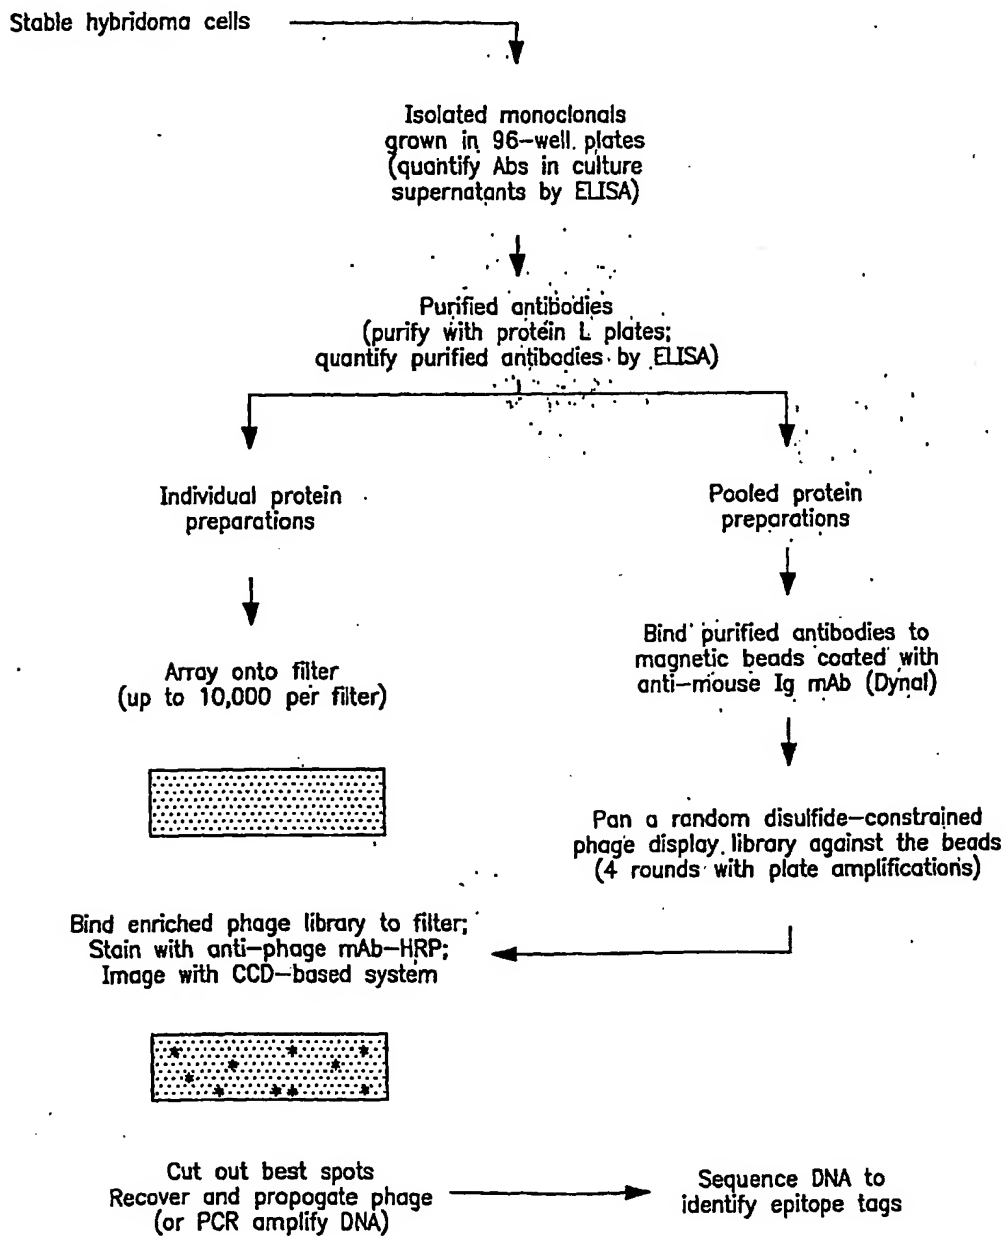 Stable hybridoma cells
Isolated monoclonals
grown in 96-well plates
(quantify Abs in culture
supernatants by ELISA)
Purified antibodies
(purify with protein L plates;
quantify purified antibodies by ELISA)
Individual protein
preparations
Array onto filter
(up to 10,000 per filter)
Pooled protein
preparations
Bind purified antibodies to
magnetic beads coated with
anti-mouse Ig mAb (Dynal)
Pan a random disulfide-constrained
phage display library against the beads
(4 rounds with plate amplifications)
Bind enriched phage library to filter;
Stain with anti-phage mAb-HRP;
Image with CCD-based system
Cut out best spots
Recover and propogate phage
(or PCR amplify DNA)
Sequence DNA to
identify epitope tags